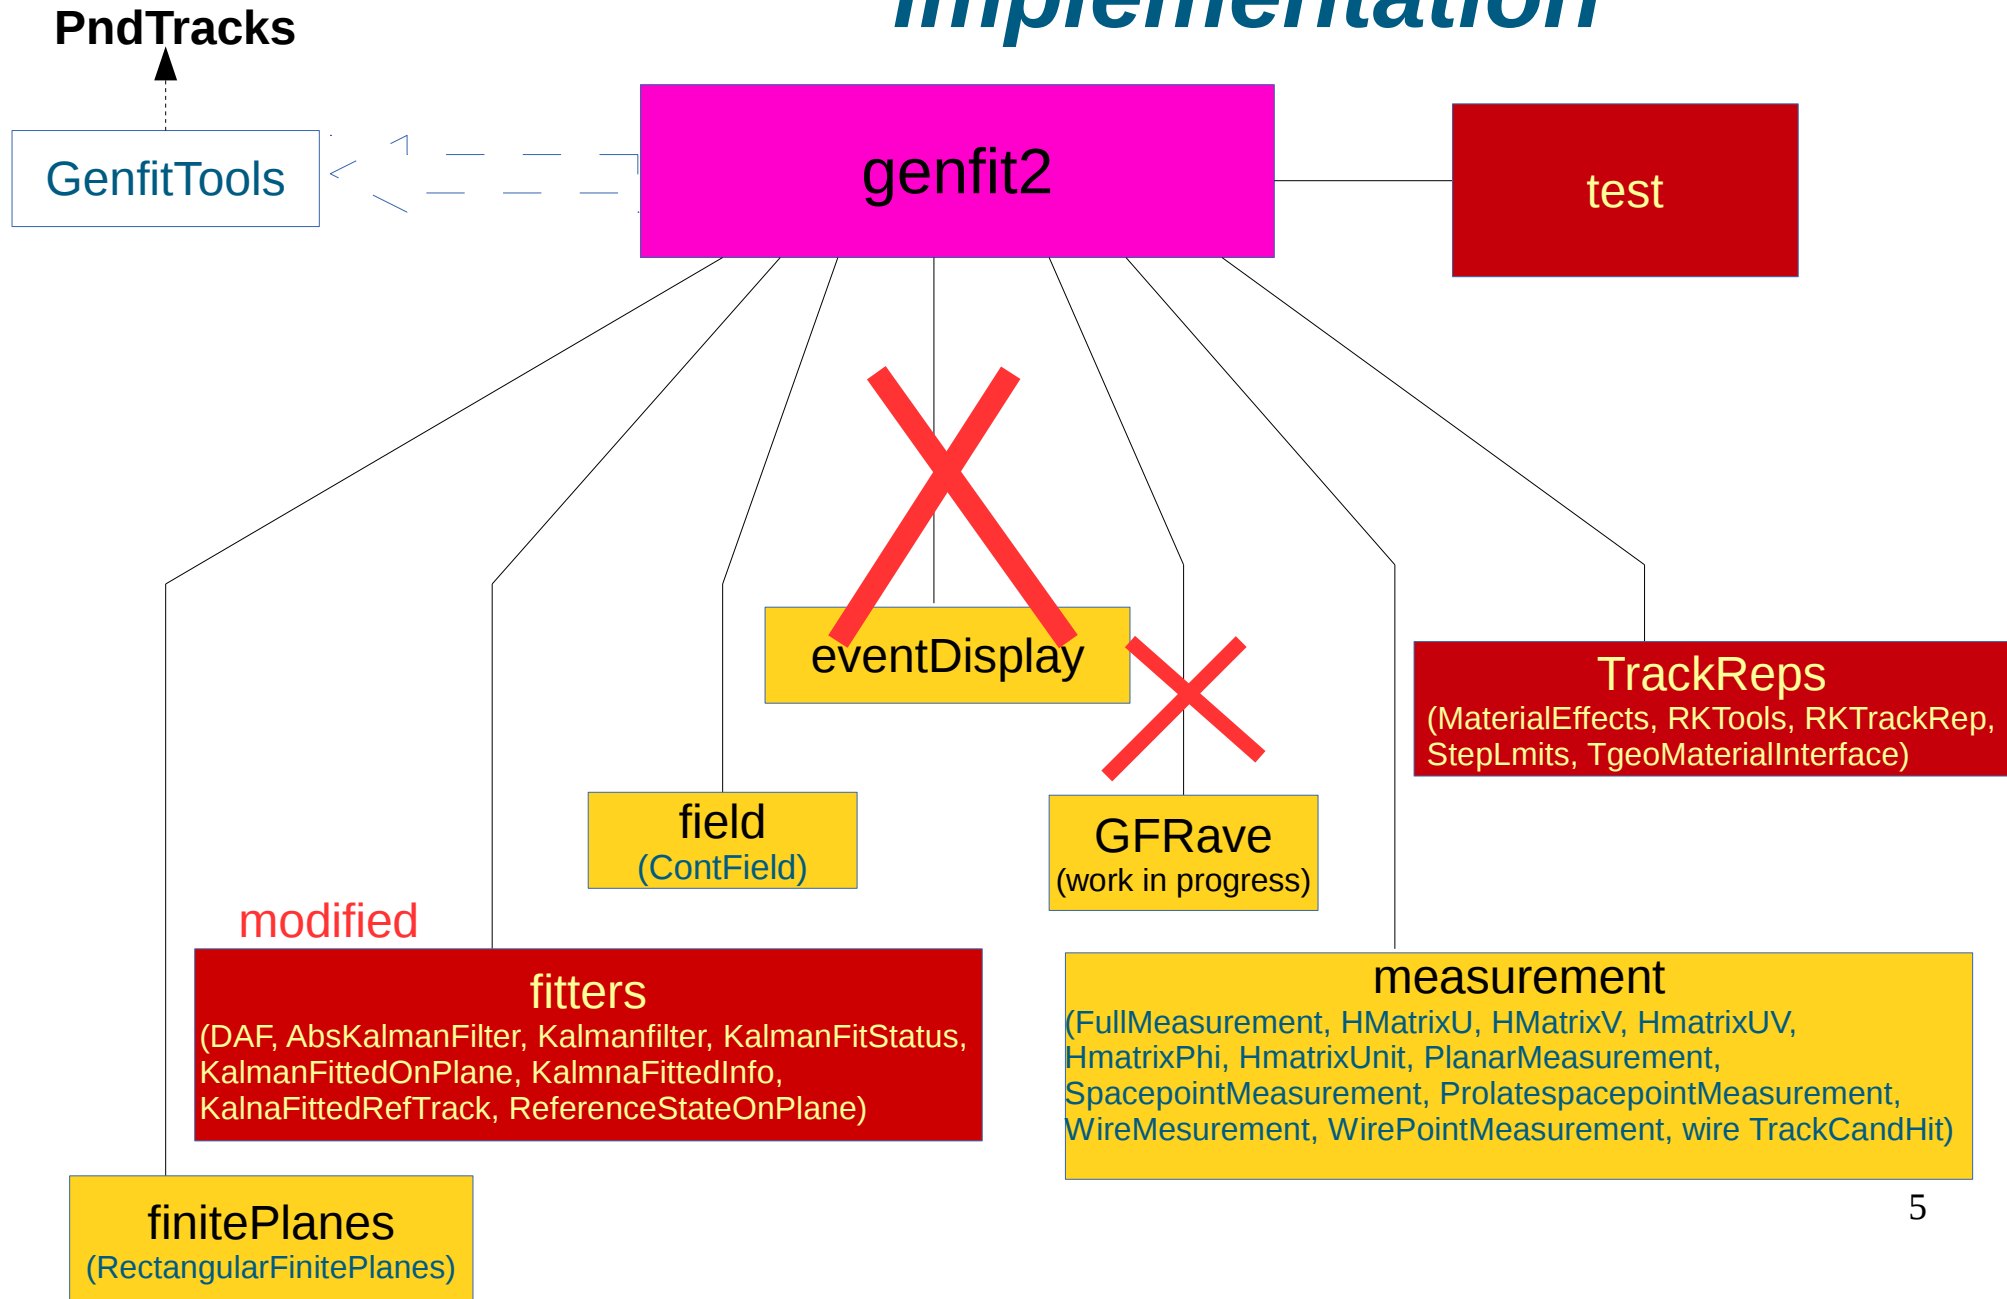 Implementation
PndTracks
GenfitTools
genfit2
test
eventDisplay
TrackReps
(MaterialEffects, RKTools, RKTrackRep,
StepLmits, TgeoMaterialInterface)
field
(ContField)
GFRave
(work in progress)
modified
fitters
(DAF, AbsKalmanFilter, Kalmanfilter, KalmanFitStatus,
KalmanFittedOnPlane, KalmnaFittedInfo,
KalnaFittedRefTrack, ReferenceStateOnPlane)
measurement
(FullMeasurement, HMatrixU, HMatrixV, HmatrixUV,
HmatrixPhi, HmatrixUnit, PlanarMeasurement,
SpacepointMeasurement, ProlatespacepointMeasurement,
WireMesurement, WirePointMeasurement, wire TrackCandHit)
finitePlanes
(RectangularFinitePlanes)
5